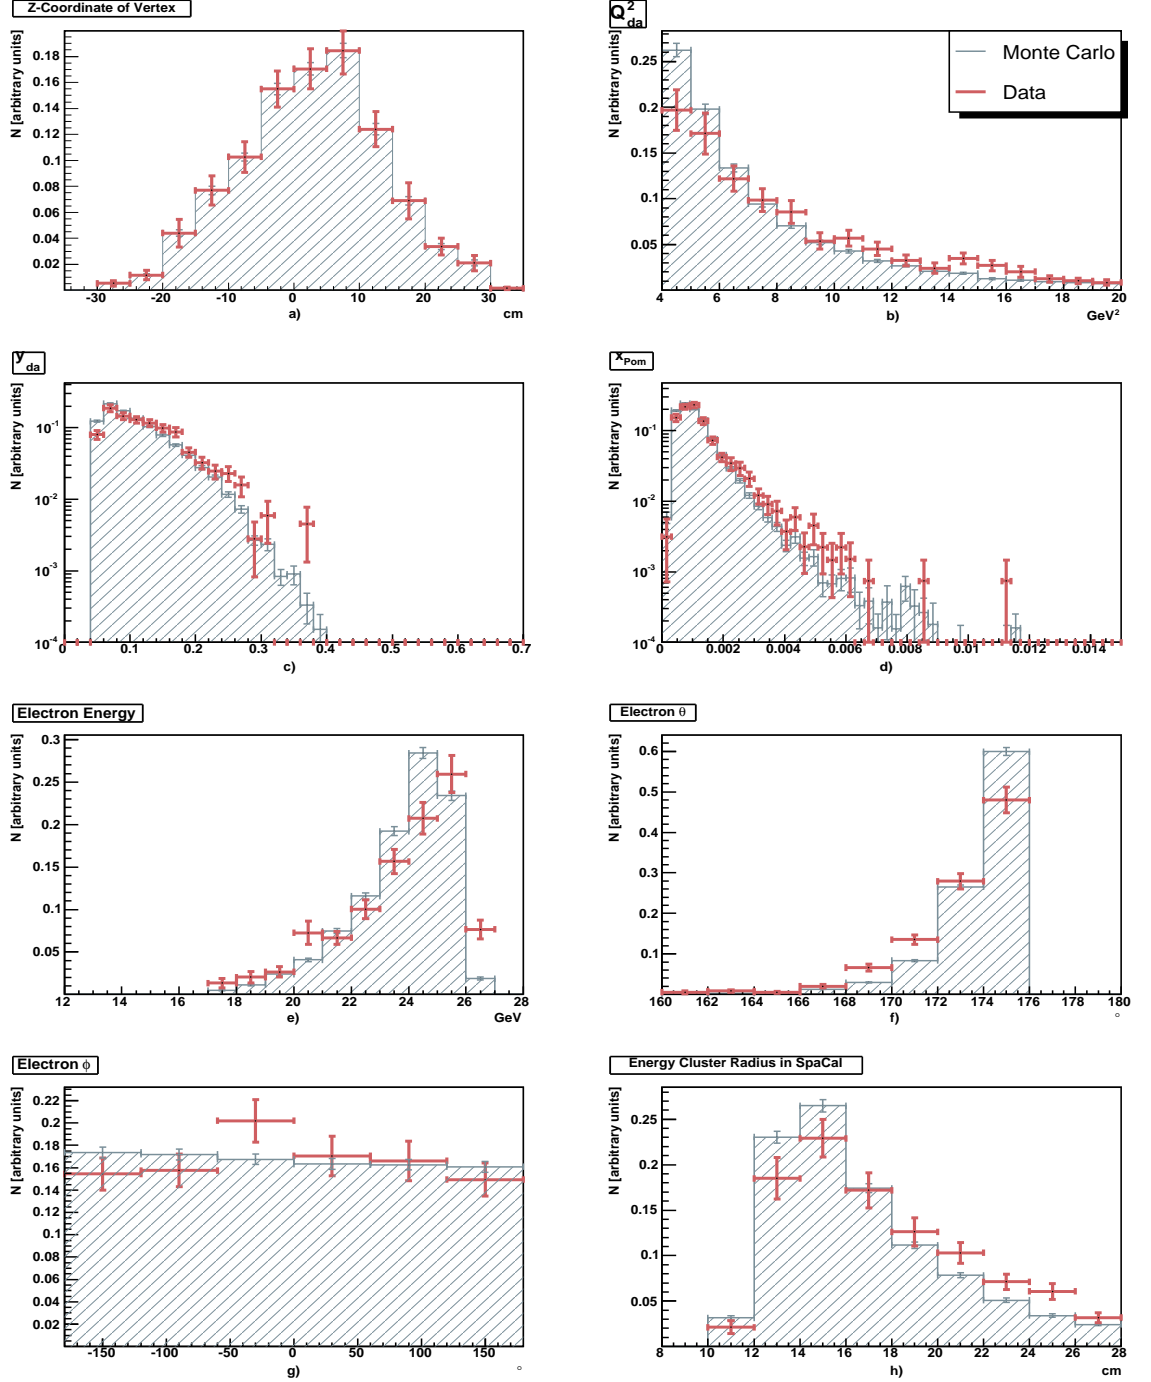 Z-Coordinate of Vertex
N [arbitrary units]
0.18
0.16
0.14
0.12
0.1
0.08
0.06
0.04
0.02
-30 -20 -10 0 10 20 30
a) cm
Q²da
N [arbitrary units]
Monte Carlo
Data
0.25
0.2
0.15
0.1
0.05
4 6 8 10 12 14 16 18 20
b) GeV²
y da
N [arbitrary units]
10⁻¹
10⁻²
10⁻³
10⁻⁴
0 0.1 0.2 0.3 0.4 0.5 0.6 0.7
c)
x Pom
N [arbitrary units]
10⁻¹
10⁻²
10⁻³
10⁻⁴
0 0.002 0.004 0.006 0.008 0.01 0.012 0.014
d)
Electron Energy
N [arbitrary units]
0.3
0.25
0.2
0.15
0.1
0.05
12 14 16 18 20 22 24 26 28
e) GeV
Electron θ
N [arbitrary units]
0.6
0.5
0.4
0.3
0.2
0.1
160 162 164 166 168 170 172 174 176 178 180
f) °
Electron ϕ
N [arbitrary units]
0.22
0.2
0.18
0.16
0.14
0.12
0.1
0.08
0.06
0.04
0.02
-150 -100 -50 0 50 100 150
g) °
Energy Cluster Radius in SpaCal
N [arbitrary units]
0.25
0.2
0.15
0.1
0.05
8 10 12 14 16 18 20 22 24 26 28
h) cm